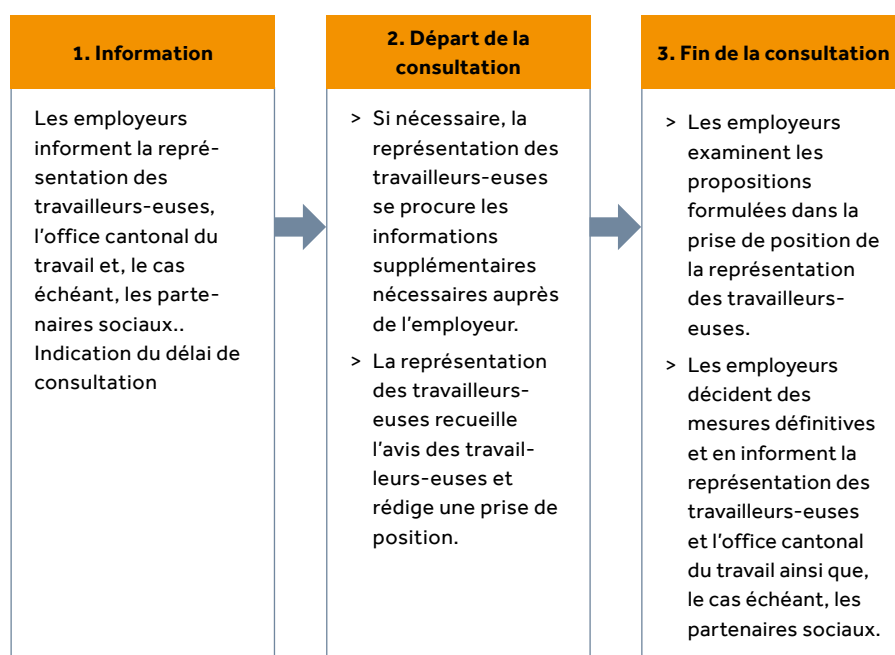 1. Information
Les employeurs
informent la repré-
sentation des
travailleurs-euses,
l'office cantonal du
travail et, le cas
échéant, les parte-
naires sociaux..
Indication du délai de
consultation
2. Départ de la
consultation
> Si nécessaire, la
représentation des
travailleurs-euses
se procure les
informations
supplémentaires
nécessaires auprès
de l'employeur.
> La représentation
des travailleurs-
euses recueille
l'avis des travail-
leurs-euses et
rédige une prise de
position.
3. Fin de la consultation
> Les employeurs
examinent les
propositions
formulées dans la
prise de position de
la représentation
des travailleurs-
euses.
> Les employeurs
décident des
mesures définitives
et en informent la
représentation des
travailleurs-euses
et l'office cantonal
du travail ainsi que,
le cas échéant, les
partenaires sociaux.